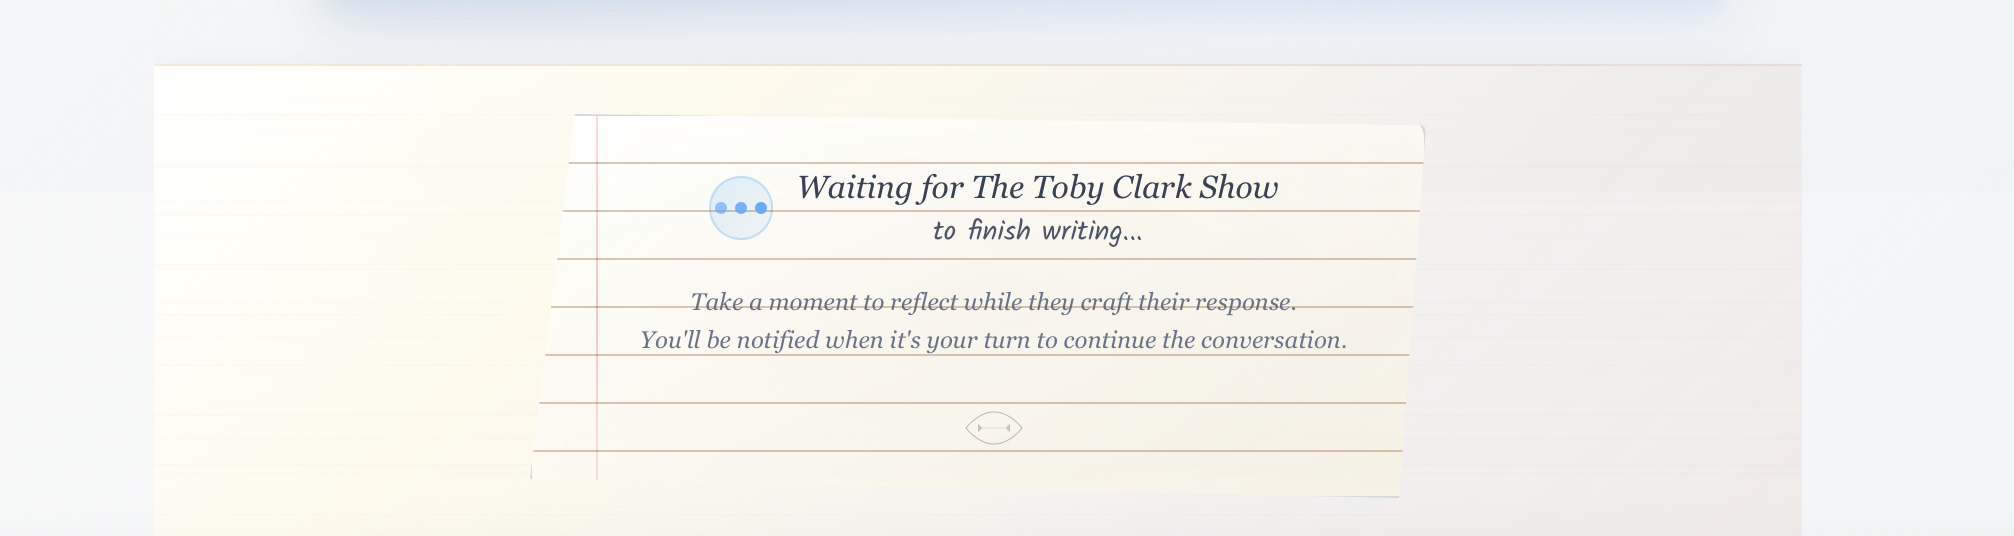 Waiting for The Toby Clark Show
to finish writing...
Take a moment to reflect while they craft their response.
You'll be notified when it's your turn to continue the conversation.